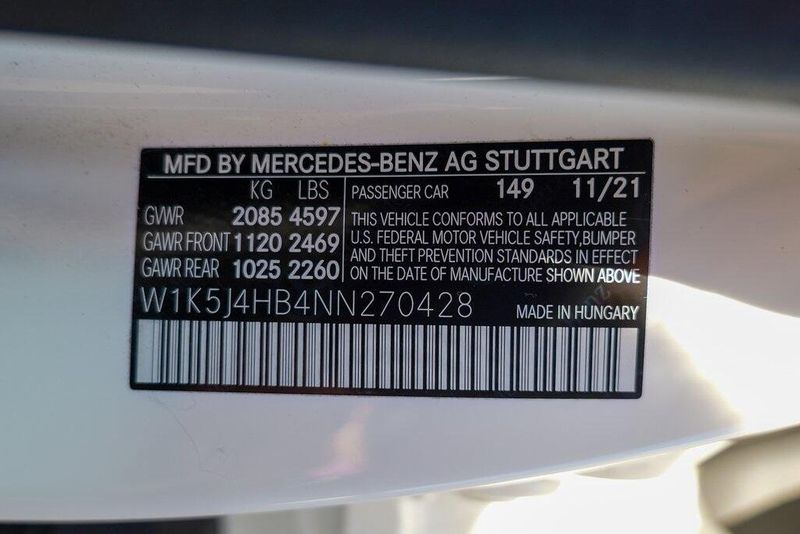 MFD BY MERCEDES-BENZ AG STUTTGART
KG LBS
GVWR 2085 4597
GAWR FRONT 1120 2469
GAWR REAR 1025 2260
PASSENGER CAR 149 11/21
THIS VEHICLE CONFORMS TO ALL APPLICABLE
U.S. FEDERAL MOTOR VEHICLE SAFETY,BUMPER
AND THEFT PREVENTION STANDARDS IN EFFECT
ON THE DATE OF MANUFACTURE SHOWN ABOVE
W1K5J4HB4NN270428
MADE IN HUNGARY